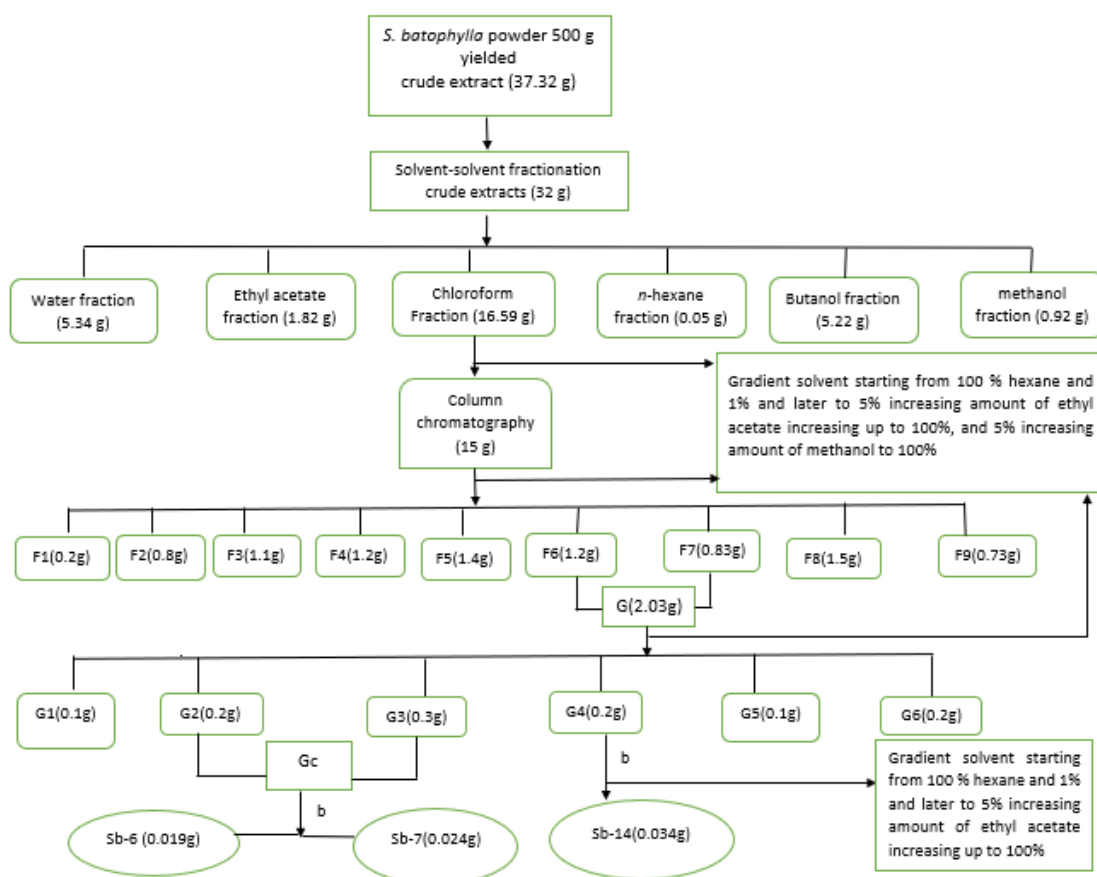 S. batophylla powder 500 g
yielded
crude extract (37.32 g)
Solvent-solvent fractionation
crude extracts (32 g)
Water fraction
(5.34 g)
Ethyl acetate
fraction (1.82 g)
Chloroform
Fraction (16.59 g)
n-hexane
fraction (0.05 g)
Butanol fraction
(5.22 g)
methanol
fraction (0.92 g)
Column
chromatography
(15 g)
Gradient solvent starting from 100 % hexane and
1% and later to 5% increasing amount of ethyl
acetate increasing up to 100%, and 5% increasing
amount of methanol to 100%
F1(0.2g)
F2(0.8g)
F3(1.1g)
F4(1.2g)
F5(1.4g)
F6(1.2g)
F7(0.83g)
F8(1.5g)
F9(0.73g)
G(2.03g)
G1(0.1g)
G2(0.2g)
G3(0.3g)
G4(0.2g)
G5(0.1g)
G6(0.2g)
Gc
b
b
Gradient solvent starting
from 100 % hexane and 1%
and later to 5% increasing
amount of ethyl acetate
increasing up to 100%
Sb-6 (0.019g)
Sb-7(0.024g)
Sb-14(0.034g)